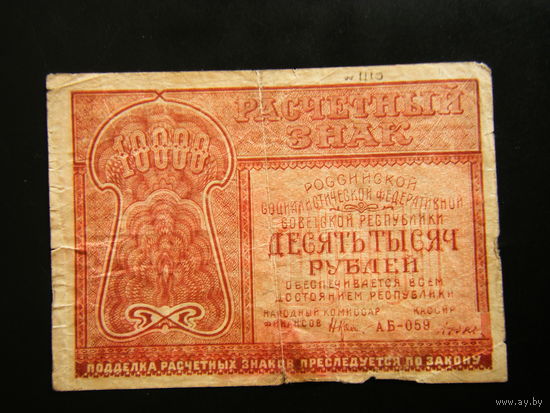 РАСЧЕТНЫЙ
ЗНАК
10000
РОССИЙСКОЙ
СОЦИАЛИСТИЧЕСКОЙ ФЕДЕРАТИВНОЙ
СОВЕТСКОЙ РЕСПУБЛИКИ
ДЕСЯТЬ ТЫСЯЧ
РУБЛЕЙ
ОБЕСПЕЧИВАЕТСЯ ВСЕМ
ДОСТОЯНИЕМ РЕСПУБЛИКИ
НАРОДНЫЙ КОМИССАР КАССИР
ФИНАНСОВ АБ-059
ПОДДЕЛКА РАСЧЕТНЫХ ЗНАКОВ ПРЕСЛЕДУЕТСЯ ПО ЗАКОНУ
www.ay.by